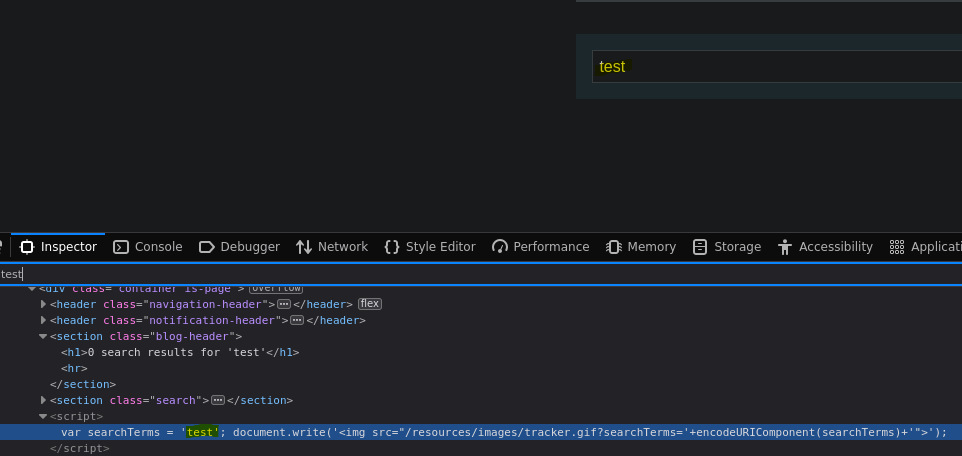 test
Inspector Console Debugger Network Style Editor Performance Memory Storage Accessibility Applicati
test
<div class="container is-page"> overflow
<header class="navigation-header"> ••• </header> flex
<header class="notification-header"> ••• </header>
<section class="blog-header">
<h1>0 search results for 'test'</h1>
<hr>
</section>
<section class="search"> ••• </section>
<script>
var searchTerms = 'test'; document.write('<img src="/resources/images/tracker.gif?searchTerms='+encodeURIComponent(searchTerms)+'">');
</script>